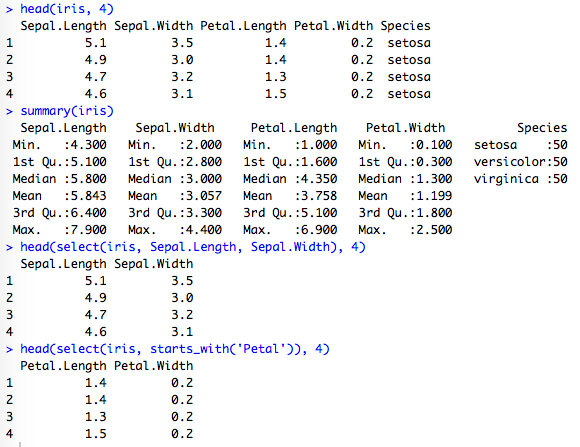 > head(iris, 4)
  Sepal.Length Sepal.Width Petal.Length Petal.Width Species
1          5.1         3.5          1.4         0.2  setosa
2          4.9         3.0          1.4         0.2  setosa
3          4.7         3.2          1.3         0.2  setosa
4          4.6         3.1          1.5         0.2  setosa
> summary(iris)
  Sepal.Length    Sepal.Width     Petal.Length    Petal.Width          Species
 Min.   :4.300   Min.   :2.000   Min.   :1.000   Min.   :0.100   setosa    :50
 1st Qu.:5.100   1st Qu.:2.800   1st Qu.:1.600   1st Qu.:0.300   versicolor:50
 Median :5.800   Median :3.000   Median :4.350   Median :1.300   virginica :50
 Mean   :5.843   Mean   :3.057   Mean   :3.758   Mean   :1.199
 3rd Qu.:6.400   3rd Qu.:3.300   3rd Qu.:5.100   3rd Qu.:1.800
 Max.   :7.900   Max.   :4.400   Max.   :6.900   Max.   :2.500
> head(select(iris, Sepal.Length, Sepal.Width), 4)
  Sepal.Length Sepal.Width
1          5.1         3.5
2          4.9         3.0
3          4.7         3.2
4          4.6         3.1
> head(select(iris, starts_with('Petal')), 4)
  Petal.Length Petal.Width
1          1.4         0.2
2          1.4         0.2
3          1.3         0.2
4          1.5         0.2